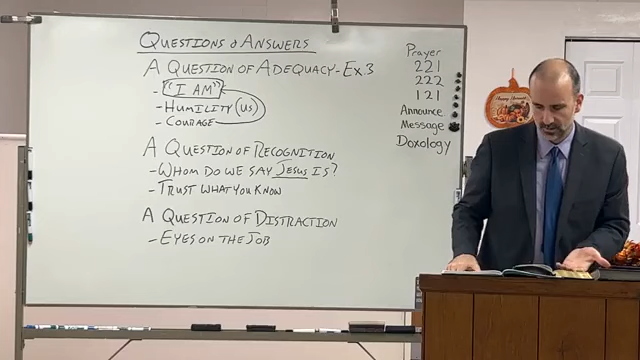 QUESTIONS & ANSWERS
A QUESTION OF ADEQUACY - EX. 3
- "I AM"
- HUMILITY (US)
- COURAGE
A QUESTION OF RECOGNITION
- WHOM DO WE SAY JESUS IS?
- TRUST WHAT YOU KNOW
A QUESTION OF DISTRACTION
- EYES ON THE JOB
Prayer
221
222
121
Announce
Message
Doxology